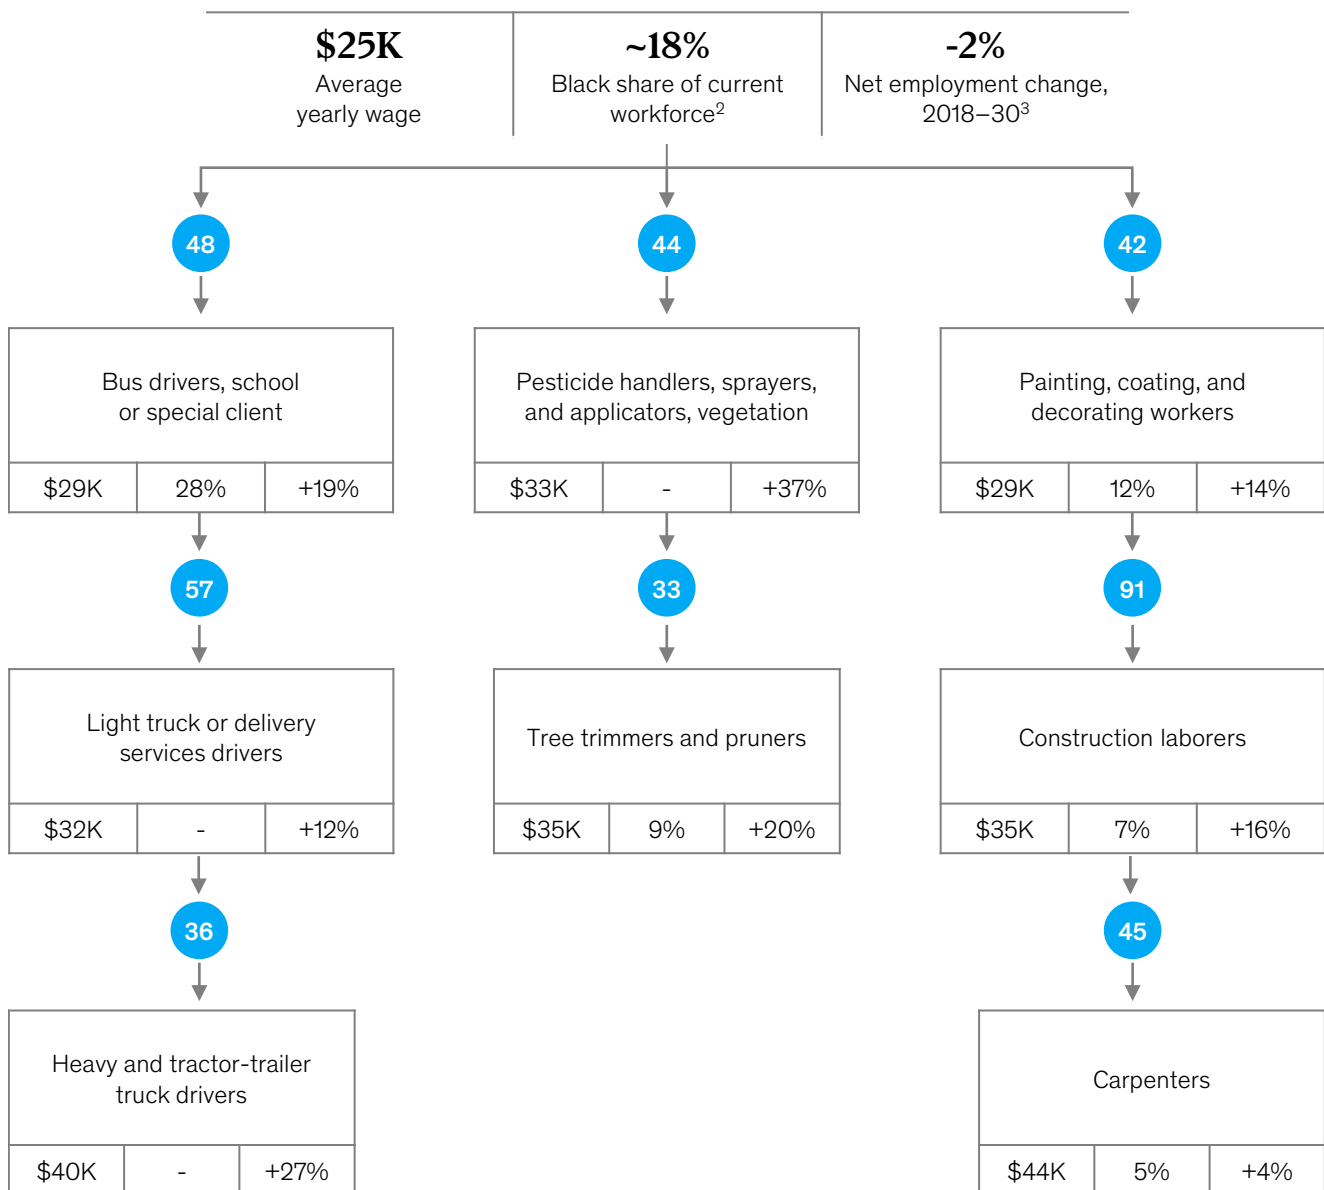 $25K
Average
yearly wage
~18%
Black share of current
workforce2
-2%
Net employment change,
2018–303
48
44
42
Bus drivers, school
or special client
$29K 28% +19%
Pesticide handlers, sprayers,
and applicators, vegetation
$33K - +37%
Painting, coating, and
decorating workers
$29K 12% +14%
57
33
91
Light truck or delivery
services drivers
$32K - +12%
Tree trimmers and pruners
$35K 9% +20%
Construction laborers
$35K 7% +16%
36
45
Heavy and tractor-trailer
truck drivers
$40K - +27%
Carpenters
$44K 5% +4%